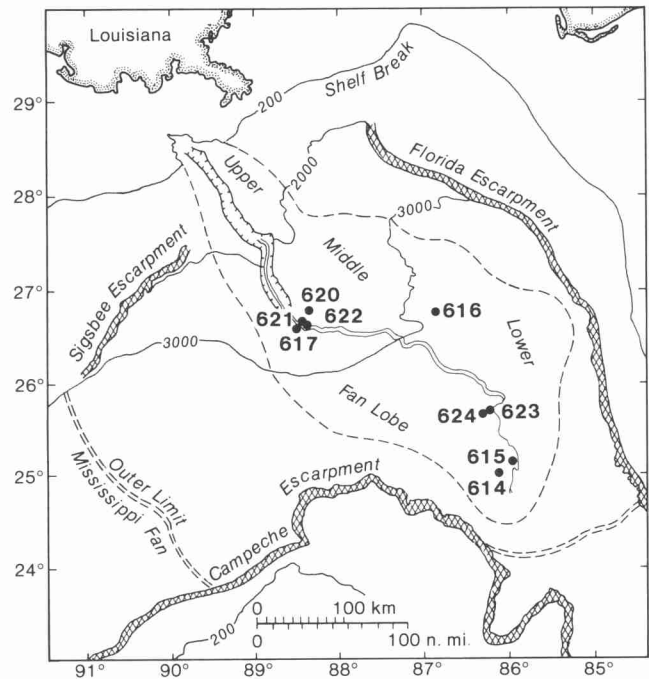 Louisiana
200
Shelf Break
29°
Upper
2000
Florida Escarpment
28°
3000
Sigsbee Escarpment
Middle
27°
620
621
622
616
617
Lower
3000
26°
Fan Lobe
624
623
615
Outer Limit
Mississippi Fan
Escarpment
614
25°
Campeche
24°
200
0
100 km
0
100 n. mi.
91°
90°
89°
88°
87°
86°
85°